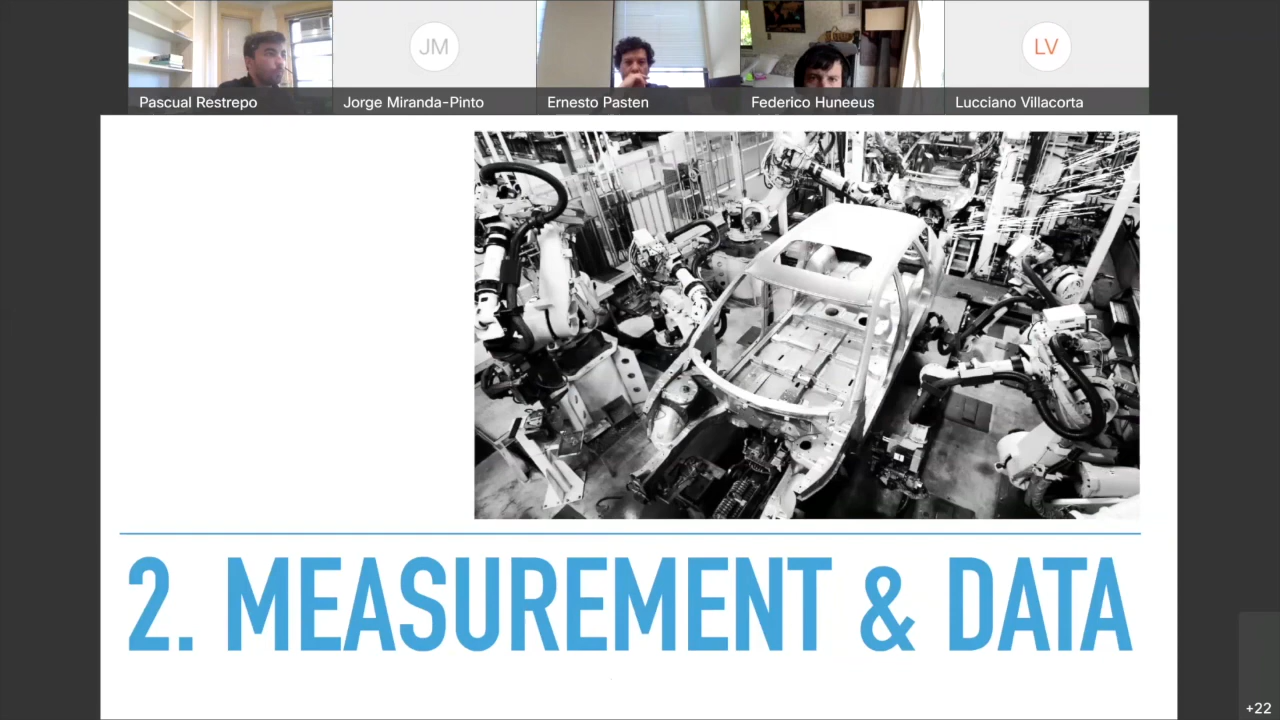 JM
LV
Pascual Restrepo
Jorge Miranda-Pinto
Ernesto Pasten
Federico Huneeus
Lucciano Villacorta
2. MEASUREMENT & DATA
+22